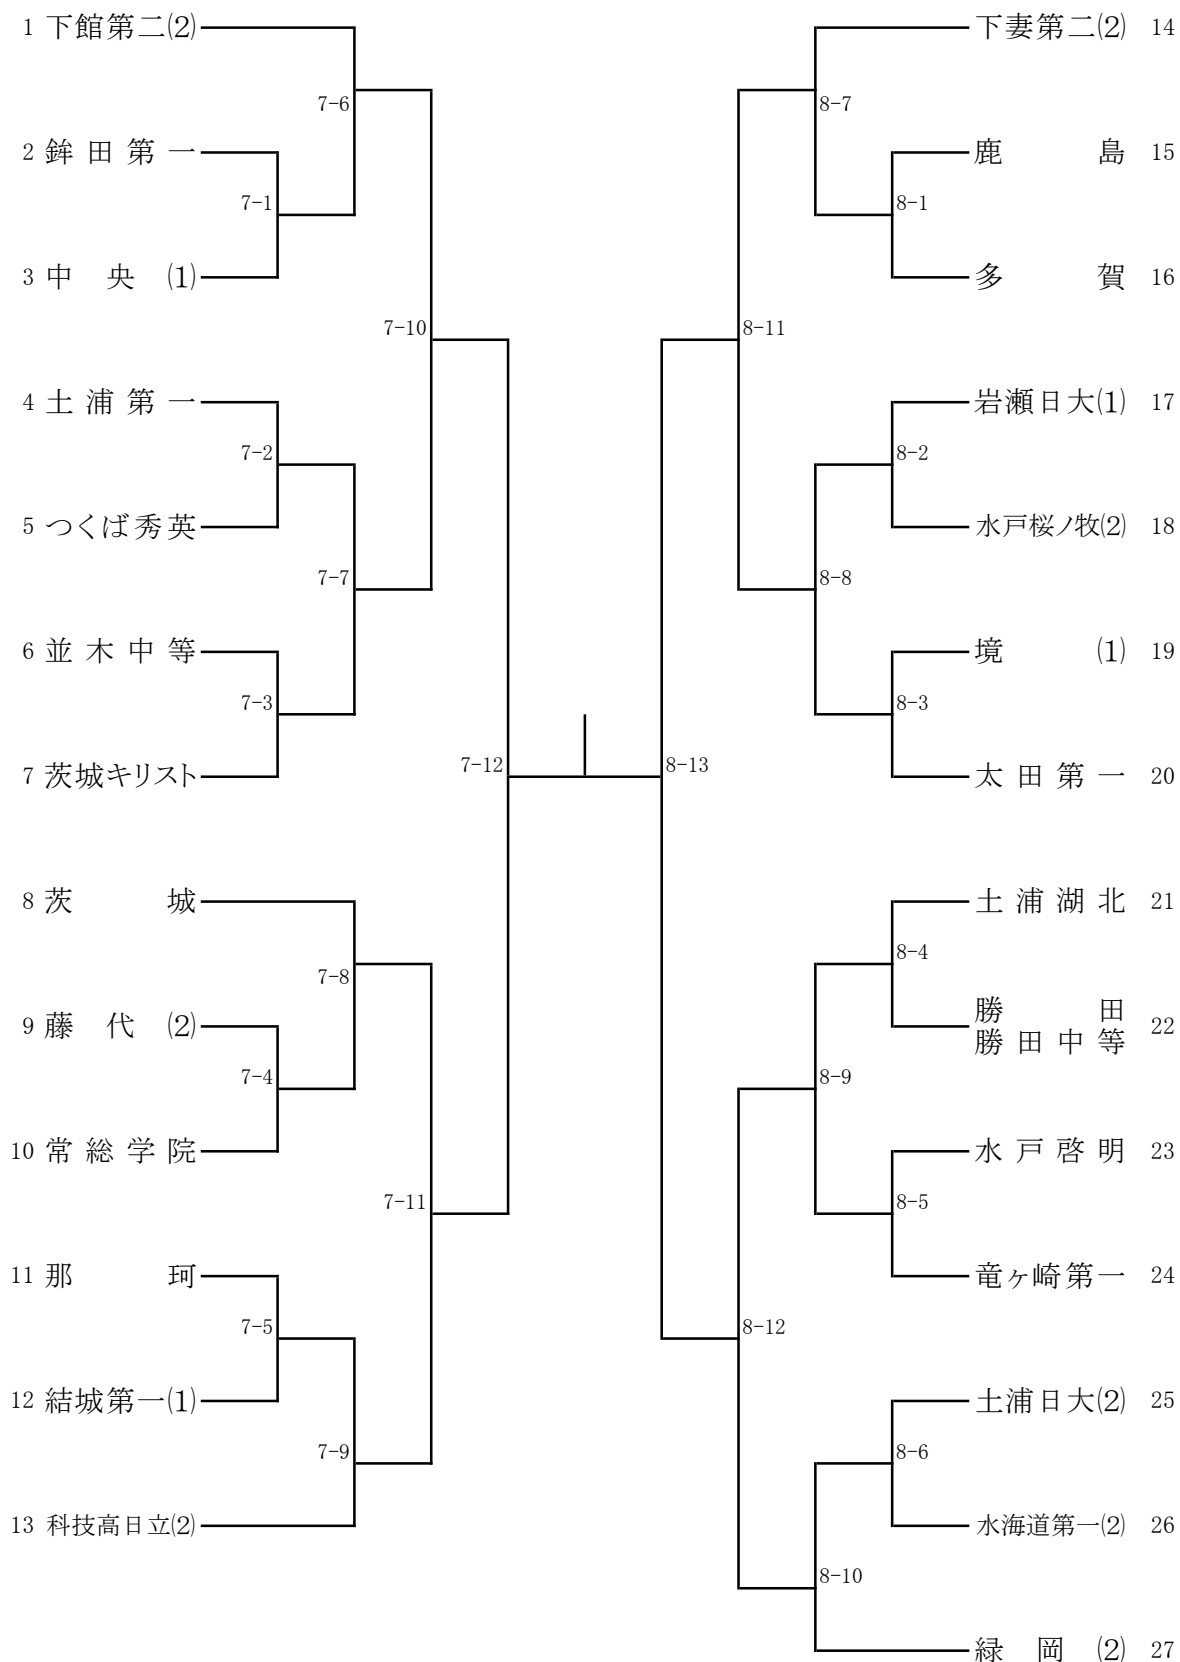 1 下館第二(2)
7-6
2 鉾田第一
7-1
3 中央 (1)
7-10
4 土浦第一
7-2
5 つくば秀英
7-7
6 並木中等
7-3
7 茨城キリスト
7-12
8 茨城
7-8
9 藤代 (2)
7-4
10 常総学院
7-11
11 那珂
7-5
12 結城第一(1)
7-9
13 科技高日立(2)
下妻第二(2) 14
8-7
鹿島 15
8-1
多賀 16
8-11
岩瀬日大(1) 17
8-2
水戸桜ノ牧(2) 18
8-8
境 (1) 19
8-3
太田第一 20
8-13
土浦湖北 21
8-4
勝田
勝田中等 22
8-9
水戸啓明 23
8-5
竜ヶ崎第一 24
8-12
土浦日大(2) 25
8-6
水海道第一(2) 26
8-10
緑岡 (2) 27